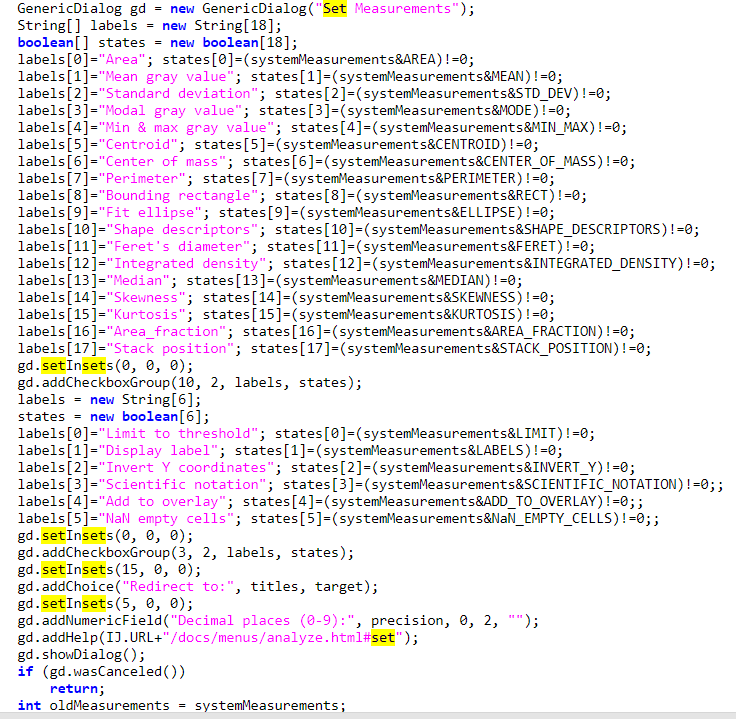 GenericDialog gd = new GenericDialog("Set Measurements");
String[] labels = new String[18];
boolean[] states = new boolean[18];
labels[0]="Area"; states[0]=(systemMeasurements&AREA)!=0;
labels[1]="Mean gray value"; states[1]=(systemMeasurements&MEAN)!=0;
labels[2]="Standard deviation"; states[2]=(systemMeasurements&STD_DEV)!=0;
labels[3]="Modal gray value"; states[3]=(systemMeasurements&MODE)!=0;
labels[4]="Min & max gray value"; states[4]=(systemMeasurements&MIN_MAX)!=0;
labels[5]="Centroid"; states[5]=(systemMeasurements&CENTROID)!=0;
labels[6]="Center of mass"; states[6]=(systemMeasurements&CENTER_OF_MASS)!=0;
labels[7]="Perimeter"; states[7]=(systemMeasurements&PERIMETER)!=0;
labels[8]="Bounding rectangle"; states[8]=(systemMeasurements&RECT)!=0;
labels[9]="Fit ellipse"; states[9]=(systemMeasurements&ELLIPSE)!=0;
labels[10]="Shape descriptors"; states[10]=(systemMeasurements&SHAPE_DESCRIPTORS)!=0;
labels[11]="Feret's diameter"; states[11]=(systemMeasurements&FERET)!=0;
labels[12]="Integrated density"; states[12]=(systemMeasurements&INTEGRATED_DENSITY)!=0;
labels[13]="Median"; states[13]=(systemMeasurements&MEDIAN)!=0;
labels[14]="Skewness"; states[14]=(systemMeasurements&SKEWNESS)!=0;
labels[15]="Kurtosis"; states[15]=(systemMeasurements&KURTOSIS)!=0;
labels[16]="Area_fraction"; states[16]=(systemMeasurements&AREA_FRACTION)!=0;
labels[17]="Stack position"; states[17]=(systemMeasurements&STACK_POSITION)!=0;
gd.setInsets(0, 0, 0);
gd.addCheckboxGroup(10, 2, labels, states);
labels = new String[6];
states = new boolean[6];
labels[0]="Limit to threshold"; states[0]=(systemMeasurements&LIMIT)!=0;
labels[1]="Display label"; states[1]=(systemMeasurements&LABELS)!=0;
labels[2]="Invert Y coordinates"; states[2]=(systemMeasurements&INVERT_Y)!=0;
labels[3]="Scientific notation"; states[3]=(systemMeasurements&SCIENTIFIC_NOTATION)!=0;;
labels[4]="Add to overlay"; states[4]=(systemMeasurements&ADD_TO_OVERLAY)!=0;;
labels[5]="NaN empty cells"; states[5]=(systemMeasurements&NaN_EMPTY_CELLS)!=0;;
gd.setInsets(0, 0, 0);
gd.addCheckboxGroup(3, 2, labels, states);
gd.setInsets(15, 0, 0);
gd.addChoice("Redirect to:", titles, target);
gd.setInsets(5, 0, 0);
gd.addNumericField("Decimal places (0-9):", precision, 0, 2, "");
gd.addHelp(IJ.URL+"/docs/menus/analyze.html#set");
gd.showDialog();
if (gd.wasCanceled())
return;
int oldMeasurements = systemMeasurements;